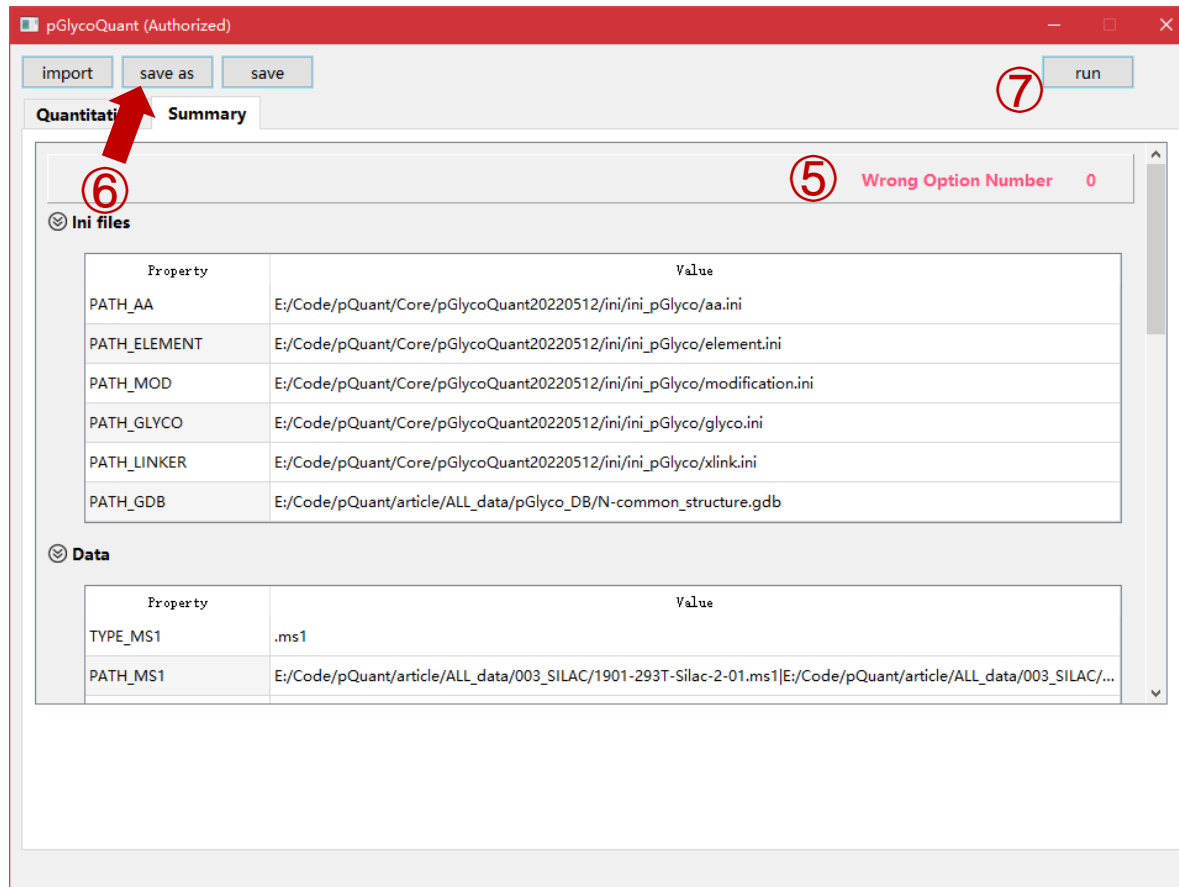 pGlycoQuant (Authorized)
import save as save ⑦ run
Quantitati Summary
⑥ ⑤ Wrong Option Number 0
Ini files
Property Value
PATH_AA E:/Code/pQuant/Core/pGlycoQuant20220512/ini/ini_pGlyco/aa.ini
PATH_ELEMENT E:/Code/pQuant/Core/pGlycoQuant20220512/ini/ini_pGlyco/element.ini
PATH_MOD E:/Code/pQuant/Core/pGlycoQuant20220512/ini/ini_pGlyco/modification.ini
PATH_GLYCO E:/Code/pQuant/Core/pGlycoQuant20220512/ini/ini_pGlyco/glyco.ini
PATH_LINKER E:/Code/pQuant/Core/pGlycoQuant20220512/ini/ini_pGlyco/xlink.ini
PATH_GDB E:/Code/pQuant/article/ALL_data/pGlyco_DB/N-common_structure.gdb
Data
Property Value
TYPE_MS1 .ms1
PATH_MS1 E:/Code/pQuant/article/ALL_data/003_SILAC/1901-293T-Silac-2-01.ms1|E:/Code/pQuant/article/ALL_data/003_SILAC/...